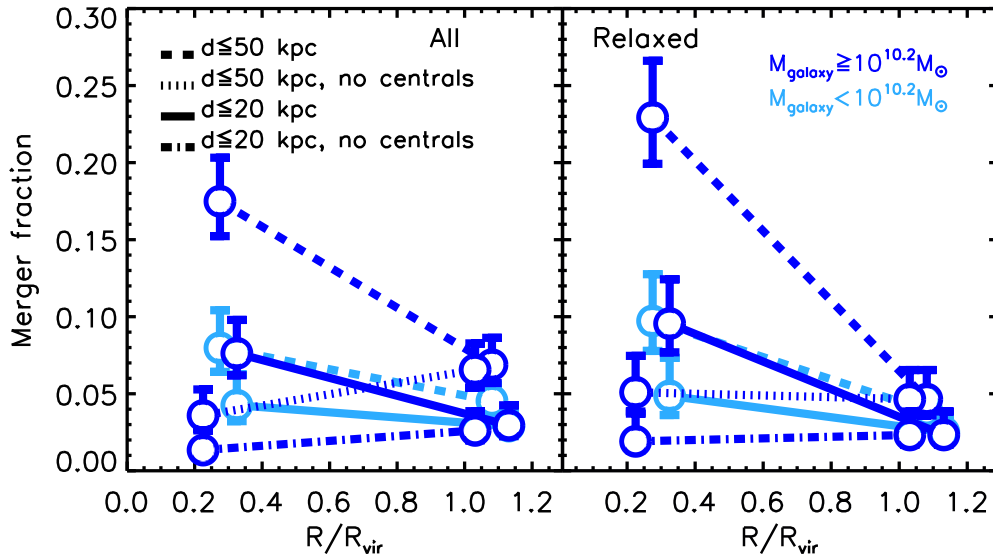 All
Relaxed
d≦50 kpc
d≦50 kpc, no centrals
d≦20 kpc
d≦20 kpc, no centrals
M_galaxy≧10^10.2 M_⊙
M_galaxy<10^10.2 M_⊙
Merger fraction
0.30
0.25
0.20
0.15
0.10
0.05
0.00
0.0 0.2 0.4 0.6 0.8 1.0 1.2
0.2 0.4 0.6 0.8 1.0 1.2
R/R_vir
R/R_vir